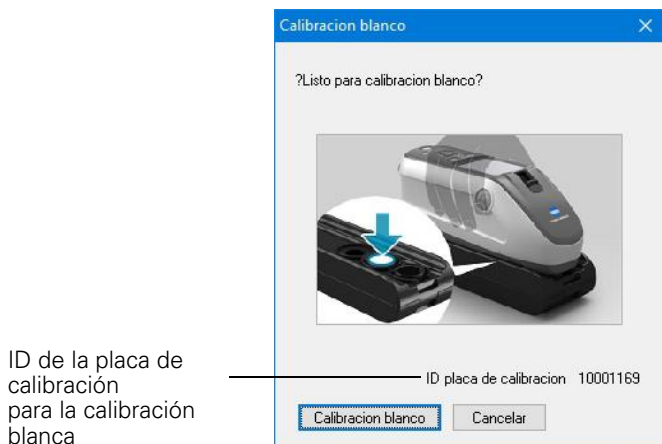 Calibracion blanco
?Listo para calibracion blanco?
ID de la placa de
calibración
para la calibración
blanca
ID placa de calibracion 10001169
Calibracion blanco Cancelar